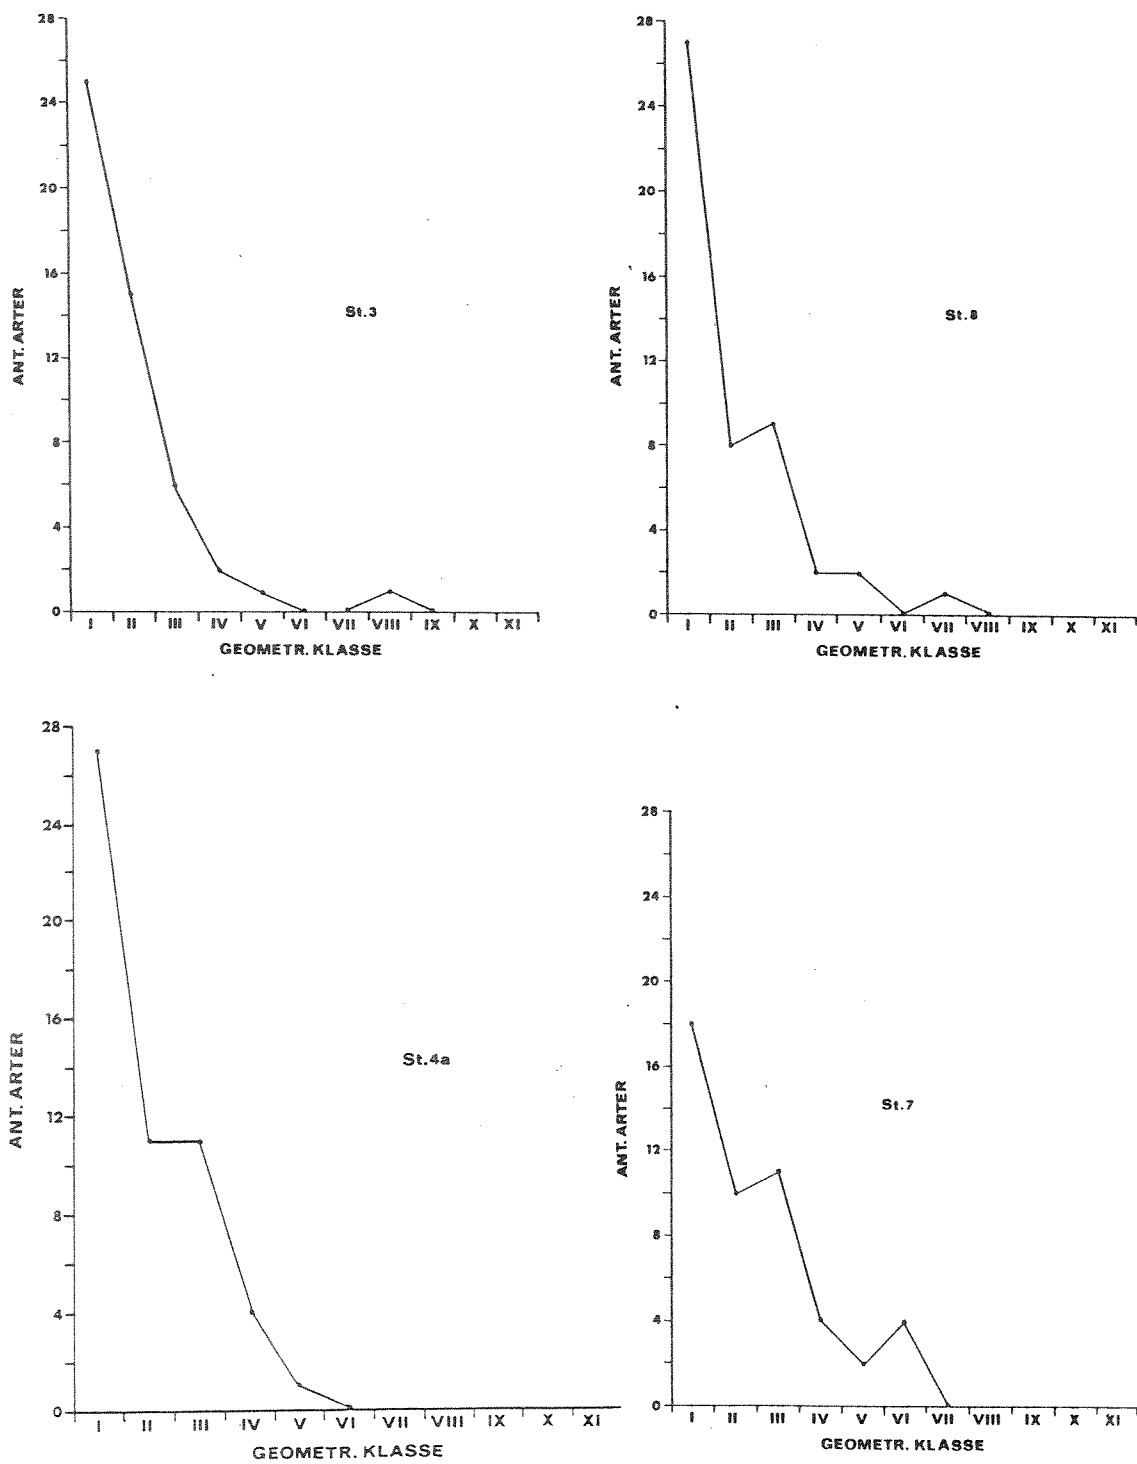 28
24
20
16
12
8
4
0
ANT. ARTER
St.3
I II III IV V VI VII VIII IX X XI
GEOMETR. KLASSE
28
24
20
16
12
8
4
0
ANT. ARTER
St.8
I II III IV V VI VII VIII IX X XI
GEOMETR. KLASSE
28
24
20
16
12
8
4
0
ANT. ARTER
St.4a
I II III IV V VI VII VIII IX X XI
GEOMETR. KLASSE
28
24
20
16
12
8
4
0
ANT. ARTER
St.7
I II III IV V VI VII VIII IX X XI
GEOMETR. KLASSE